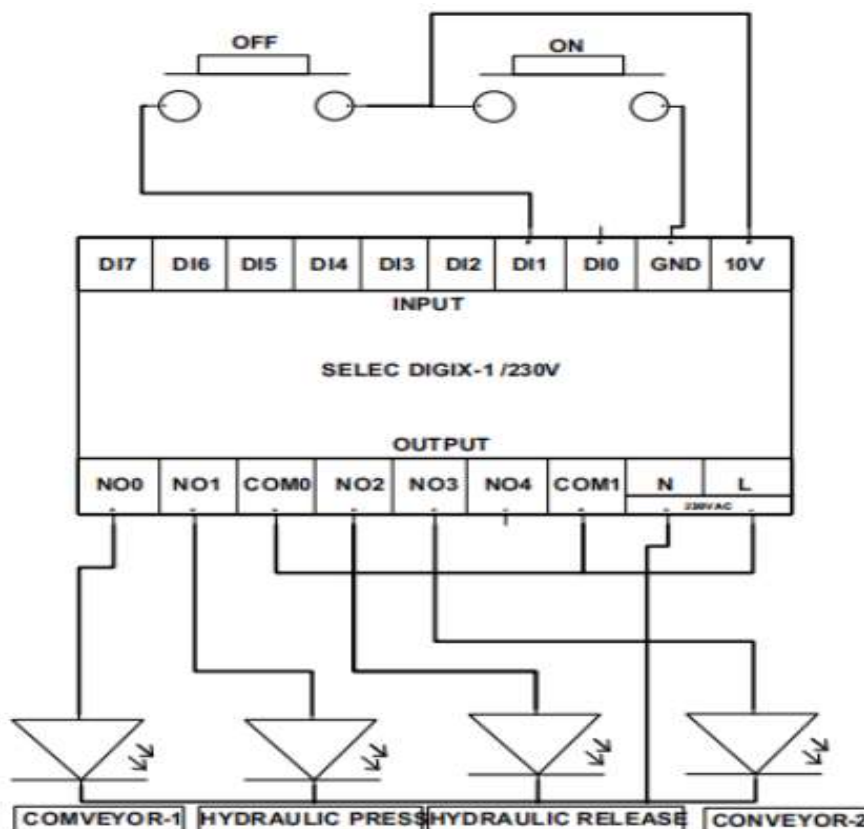 OFF
ON
DI7 DI6 DI5 DI4 DI3 DI2 DI1 DI0 GND 10V
INPUT
SELEC DIGIX-1 /230V
OUTPUT
NO0 NO1 COM0 NO2 NO3 NO4 COM1 N L
230VAC
COMVEYOR-1 HYDRAULIC PRESS HYDRAULIC RELEASE CONVEYOR-2